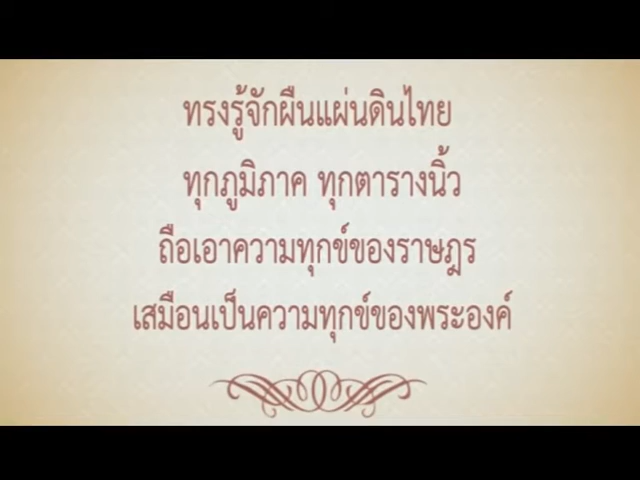 ทรงรู้จักผืนแผ่นดินไทย
ทุกภูมิภาค ทุกตารางนิ้ว
ถือเอาความทุกข์ของราษฎร
เสมือนเป็นความทุกข์ของพระองค์